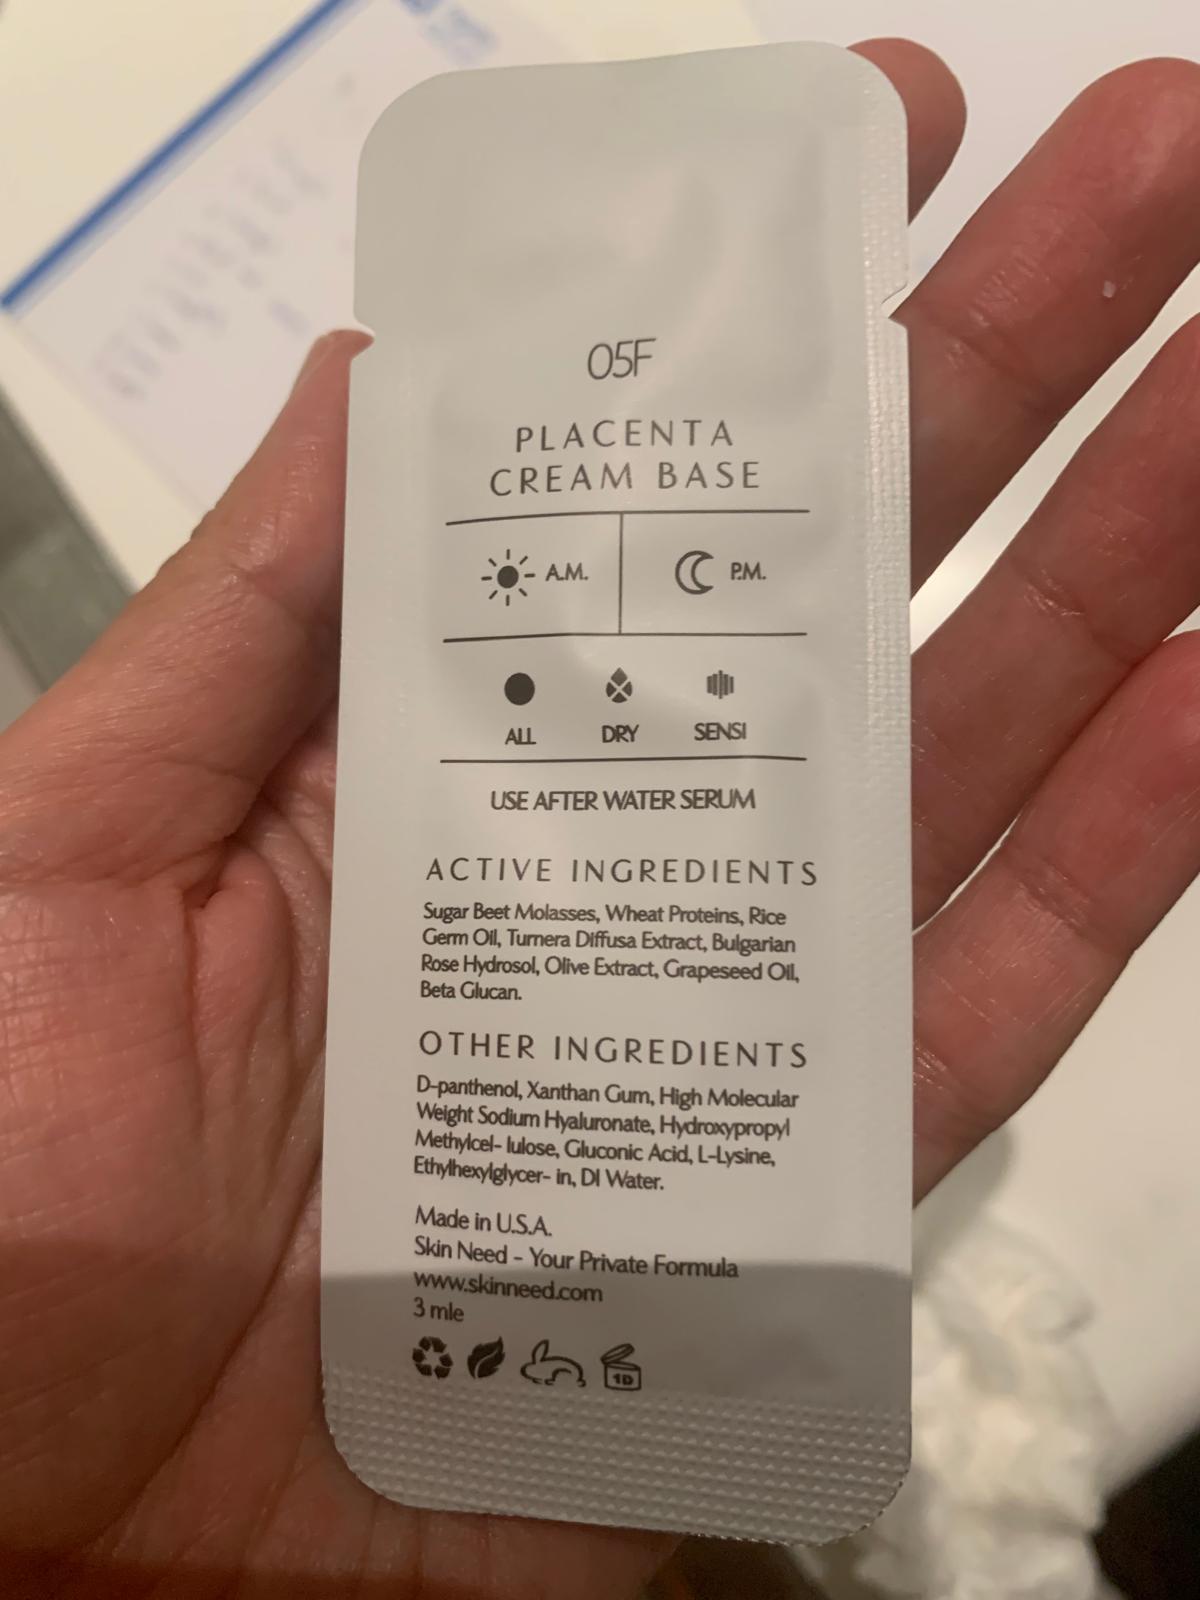 05F
PLACENTA
CREAM BASE
A.M.
P.M.
ALL
DRY
SENSI
USE AFTER WATER SERUM
ACTIVE INGREDIENTS
Sugar Beet Molasses, Wheat Proteins, Rice
Germ Oil, Turnera Diffusa Extract, Bulgarian
Rose Hydrosol, Olive Extract, Grapeseed Oil,
Beta Glucan.
OTHER INGREDIENTS
D-panthenol, Xanthan Gum, High Molecular
Weight Sodium Hyaluronate, Hydroxypropyl
Methylcel- lulose, Gluconic Acid, L-Lysine,
Ethylhexylglycer- in, DI Water.
Made in U.S.A.
Skin Need - Your Private Formula
www.skinneed.com
3 mle
1D